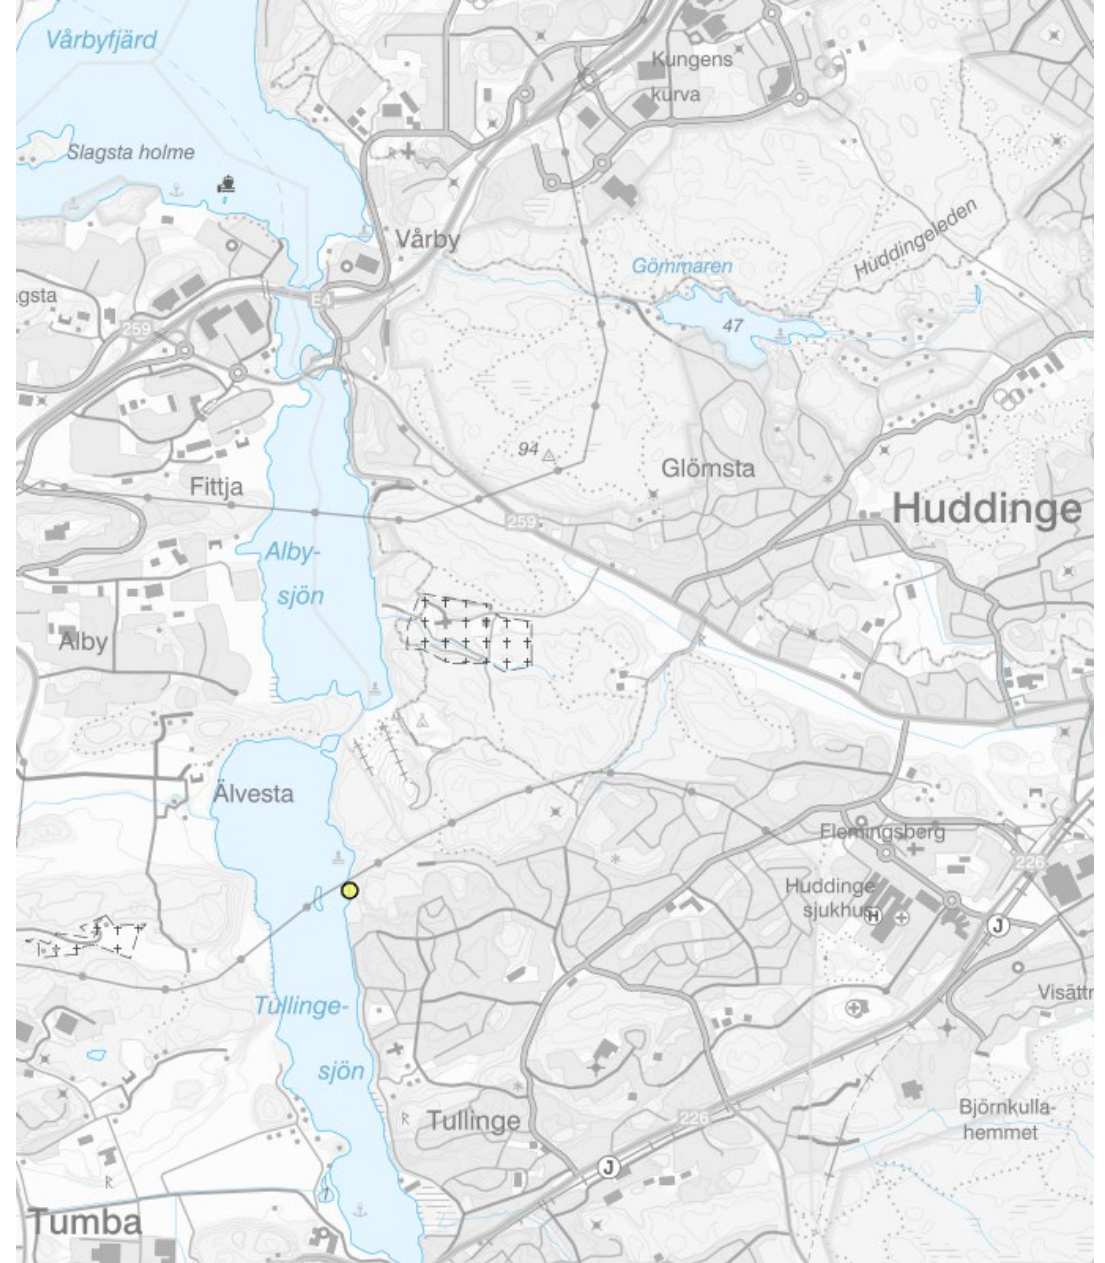 Vårbyfjärd
Kungens
kurva
Slagsta holme
Vårby
Huddingeleden
Gömmaren
gsta
E4
259
47
94
Glömsta
Fittja
Huddinge
259
Alby-
sjön
Alby
Älvesta
Flemingsberg
226
Huddinge
sjukhus
H
J
Visättr
Tullinge-
sjön
Björnkulla-
hemmet
R
Tullinge
226
J
R
Tumba